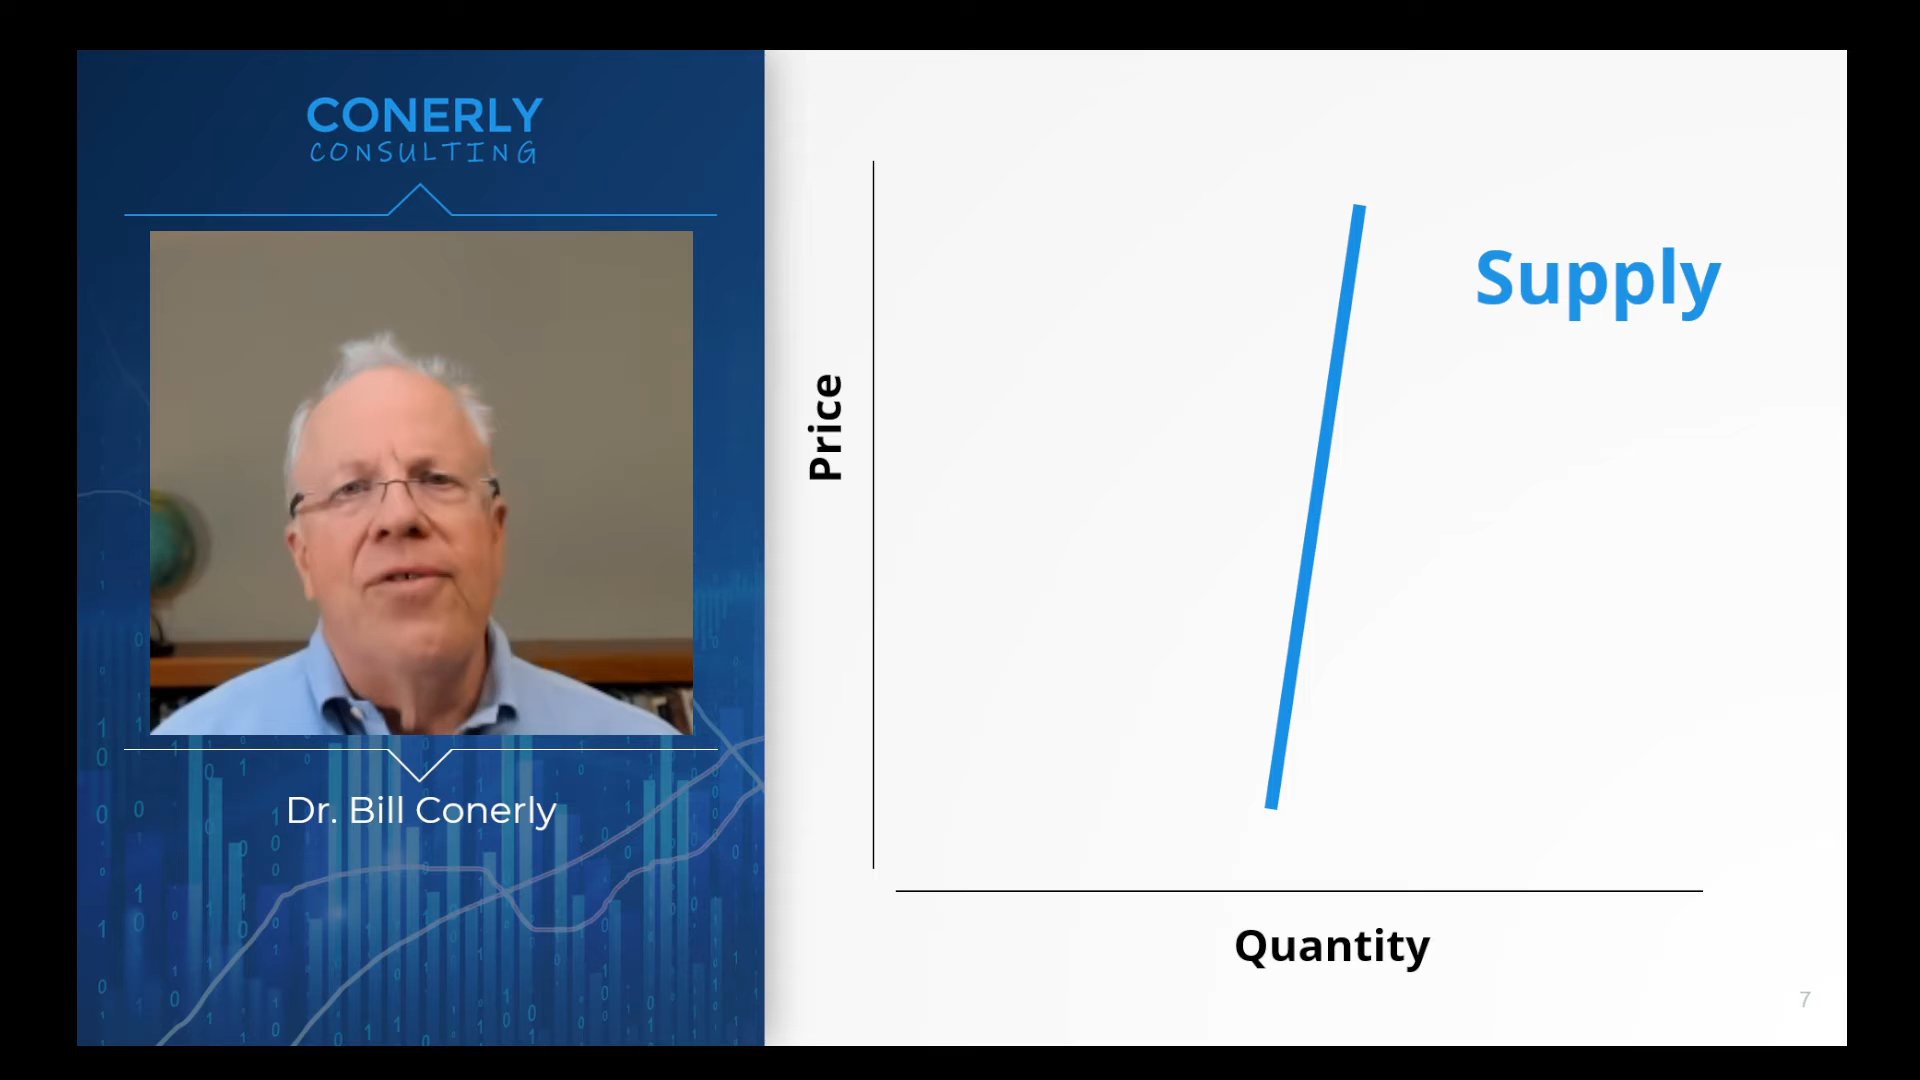 CONERLY
CONSULTING
Dr. Bill Conerly
Supply
Price
Quantity
7